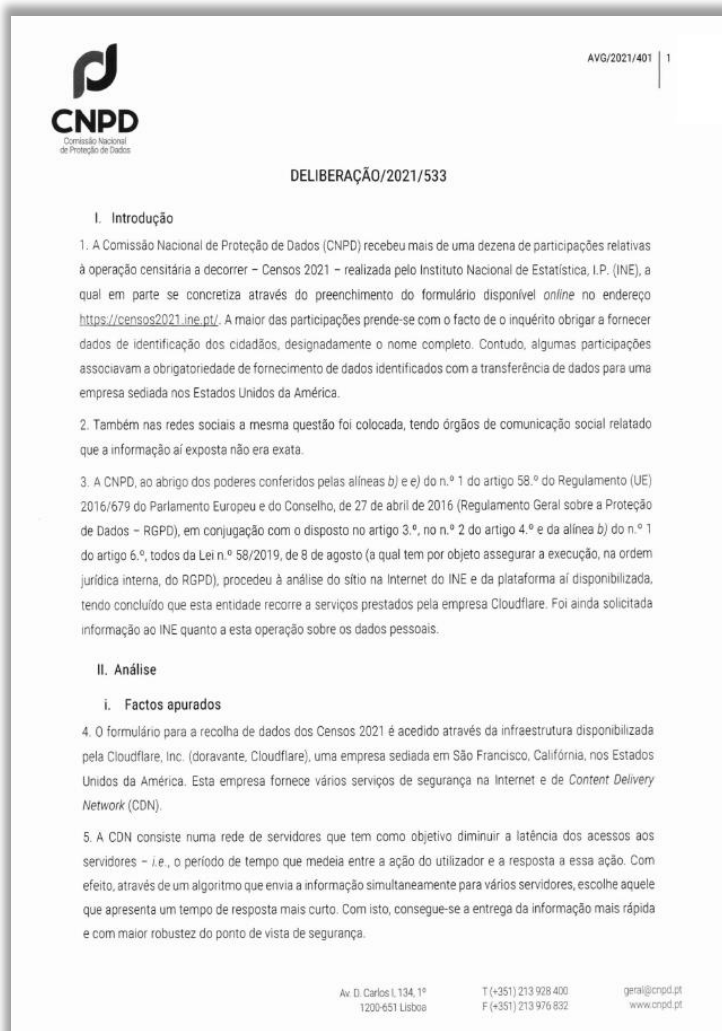 AVG/2021/401 | 1
CNPD
Comissão Nacional
de Proteção de Dados
DELIBERAÇÃO/2021/533
I. Introdução
1. A Comissão Nacional de Proteção de Dados (CNPD) recebeu mais de uma dezena de participações relativas
à operação censitária a decorrer – Censos 2021 – realizada pelo Instituto Nacional de Estatística, I.P. (INE), a
qual em parte se concretiza através do preenchimento do formulário disponível online no endereço
https://censos2021.ine.pt/. A maior das participações prende-se com o facto de o inquérito obrigar a fornecer
dados de identificação dos cidadãos, designadamente o nome completo. Contudo, algumas participações
associavam a obrigatoriedade de fornecimento de dados identificados com a transferência de dados para uma
empresa sediada nos Estados Unidos da América.
2. Também nas redes sociais a mesma questão foi colocada, tendo órgãos de comunicação social relatado
que a informação aí exposta não era exata.
3. A CNPD, ao abrigo dos poderes conferidos pelas alíneas b) e e) do n.º 1 do artigo 58.º do Regulamento (UE)
2016/679 do Parlamento Europeu e do Conselho, de 27 de abril de 2016 (Regulamento Geral sobre a Proteção
de Dados – RGPD), em conjugação com o disposto no artigo 3.º, no n.º 2 do artigo 4.º e da alínea b) do n.º 1
do artigo 6.º, todos da Lei n.º 58/2019, de 8 de agosto (a qual tem por objeto assegurar a execução, na ordem
jurídica interna, do RGPD), procedeu à análise do sítio na Internet do INE e da plataforma aí disponibilizada,
tendo concluído que esta entidade recorre a serviços prestados pela empresa Cloudflare. Foi ainda solicitada
informação ao INE quanto a esta operação sobre os dados pessoais.
II. Análise
i. Factos apurados
4. O formulário para a recolha de dados dos Censos 2021 é acedido através da infraestrutura disponibilizada
pela Cloudflare, Inc. (doravante, Cloudflare), uma empresa sediada em São Francisco, Califórnia, nos Estados
Unidos da América. Esta empresa fornece vários serviços de segurança na Internet e de Content Delivery
Network (CDN).
5. A CDN consiste numa rede de servidores que tem como objetivo diminuir a latência dos acessos aos
servidores – i.e., o período de tempo que medeia entre a ação do utilizador e a resposta a essa ação. Com
efeito, através de um algoritmo que envia a informação simultaneamente para vários servidores, escolhe aquele
que apresenta um tempo de resposta mais curto. Com isto, consegue-se a entrega da informação mais rápida
e com maior robustez do ponto de vista de segurança.
Av. D. Carlos I, 134, 1º
1200-651 Lisboa
T (+351) 213 928 400
F (+351) 213 976 832
geral@cnpd.pt
www.cnpd.pt